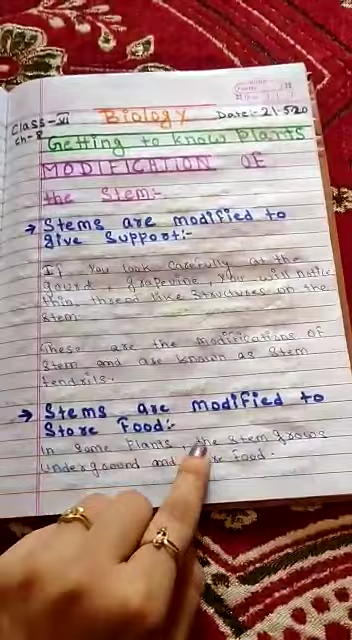 Class-VI
Biology
Date:-21-5-20
Ch-8
Getting to know Plants
MODIFICATION OF
the Stem:-
→ Stems are modified to
give Support:-
If you look carefully at the
gourd, grapevine, you will notice
thin thread like structures on the
Stem.
These are the modifications of
Stem and are known as Stem
tendrils.
→ Stems are modified to
Store Food:-
In Some Plants, the Stem grows
underground and food.